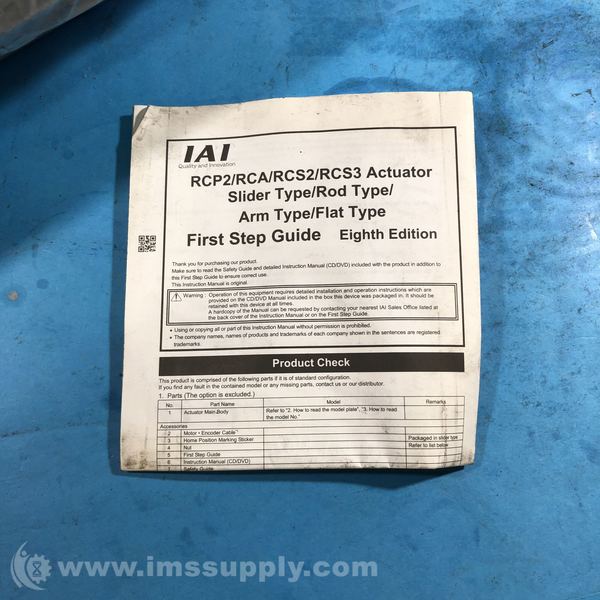 IAI
Quality and Innovation
RCP2/RCA/RCS2/RCS3 Actuator
Slider Type/Rod Type/
Arm Type/Flat Type
First Step Guide Eighth Edition
Thank you for purchasing our product.
Make sure to read the Safety Guide and detailed Instruction Manual (CD/DVD) included with the product in addition to
this First Step Guide to ensure correct use.
This Instruction Manual is original.
Warning : Operation of this equipment requires detailed installation and operation instructions which are
provided on the CD/DVD Manual included in the box this device was packaged in. It should be
retained with this device at all times.
A hardcopy of the Manual can be requested by contacting your nearest IAI Sales Office listed at
the back cover of the Instruction Manual or on the First Step Guide.
• Using or copying all or part of this Instruction Manual without permission is prohibited.
• The company names, names of products and trademarks of each company shown in the sentences are registered
trademarks.
Product Check
This product is comprised of the following parts if it is of standard configuration.
If you find any fault in the contained model or any missing parts, contact us or our distributor.
1. Parts (The option is excluded.)
No. Part Name Model Remarks
1 Actuator Main Body Refer to "2. How to read the model plate", "3. How to read
the model No."
Accessories
2 Motor • Encoder Cable
3 Home Position Marking Sticker Packaged in slider type
4 Nut Refer to list below
5 First Step Guide
6 Instruction Manual (CD/DVD)
7 Safety Guide
www.imssupply.com